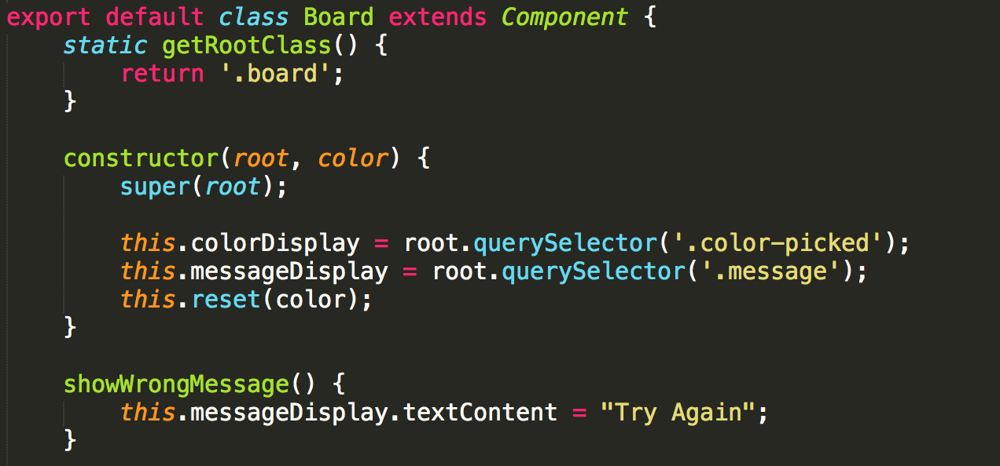 export default class Board extends Component {
    static getRootClass() {
        return '.board';
    }

    constructor(root, color) {
        super(root);

        this.colorDisplay = root.querySelector('.color-picked');
        this.messageDisplay = root.querySelector('.message');
        this.reset(color);
    }

    showWrongMessage() {
        this.messageDisplay.textContent = "Try Again";
    }